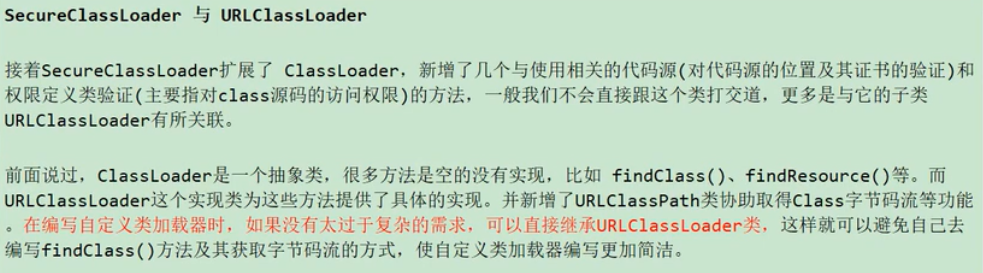 SecureClassLoader 与 URLClassLoader
接着SecureClassLoader扩展了 ClassLoader，新增了几个与使用相关的代码源(对代码源的位置及其证书的验证)和
权限定义类验证(主要指对class源码的访问权限)的方法，一般我们不会直接跟这个类打交道，更多是与它的子类
URLClassLoader有所关联。
前面说过，ClassLoader是一个抽象类，很多方法是空的没有实现，比如 findClass()、findResource()等。而
URLClassLoader这个实现类为这些方法提供了具体的实现。并新增了URLClassPath类协助取得Class字节码流等功能
。在编写自定义类加载器时，如果没有太过于复杂的需求，可以直接继承URLClassLoader类，这样就可以避免自己去
编写findClass()方法及其获取字节码流的方式，使自定义类加载器编写更加简洁。